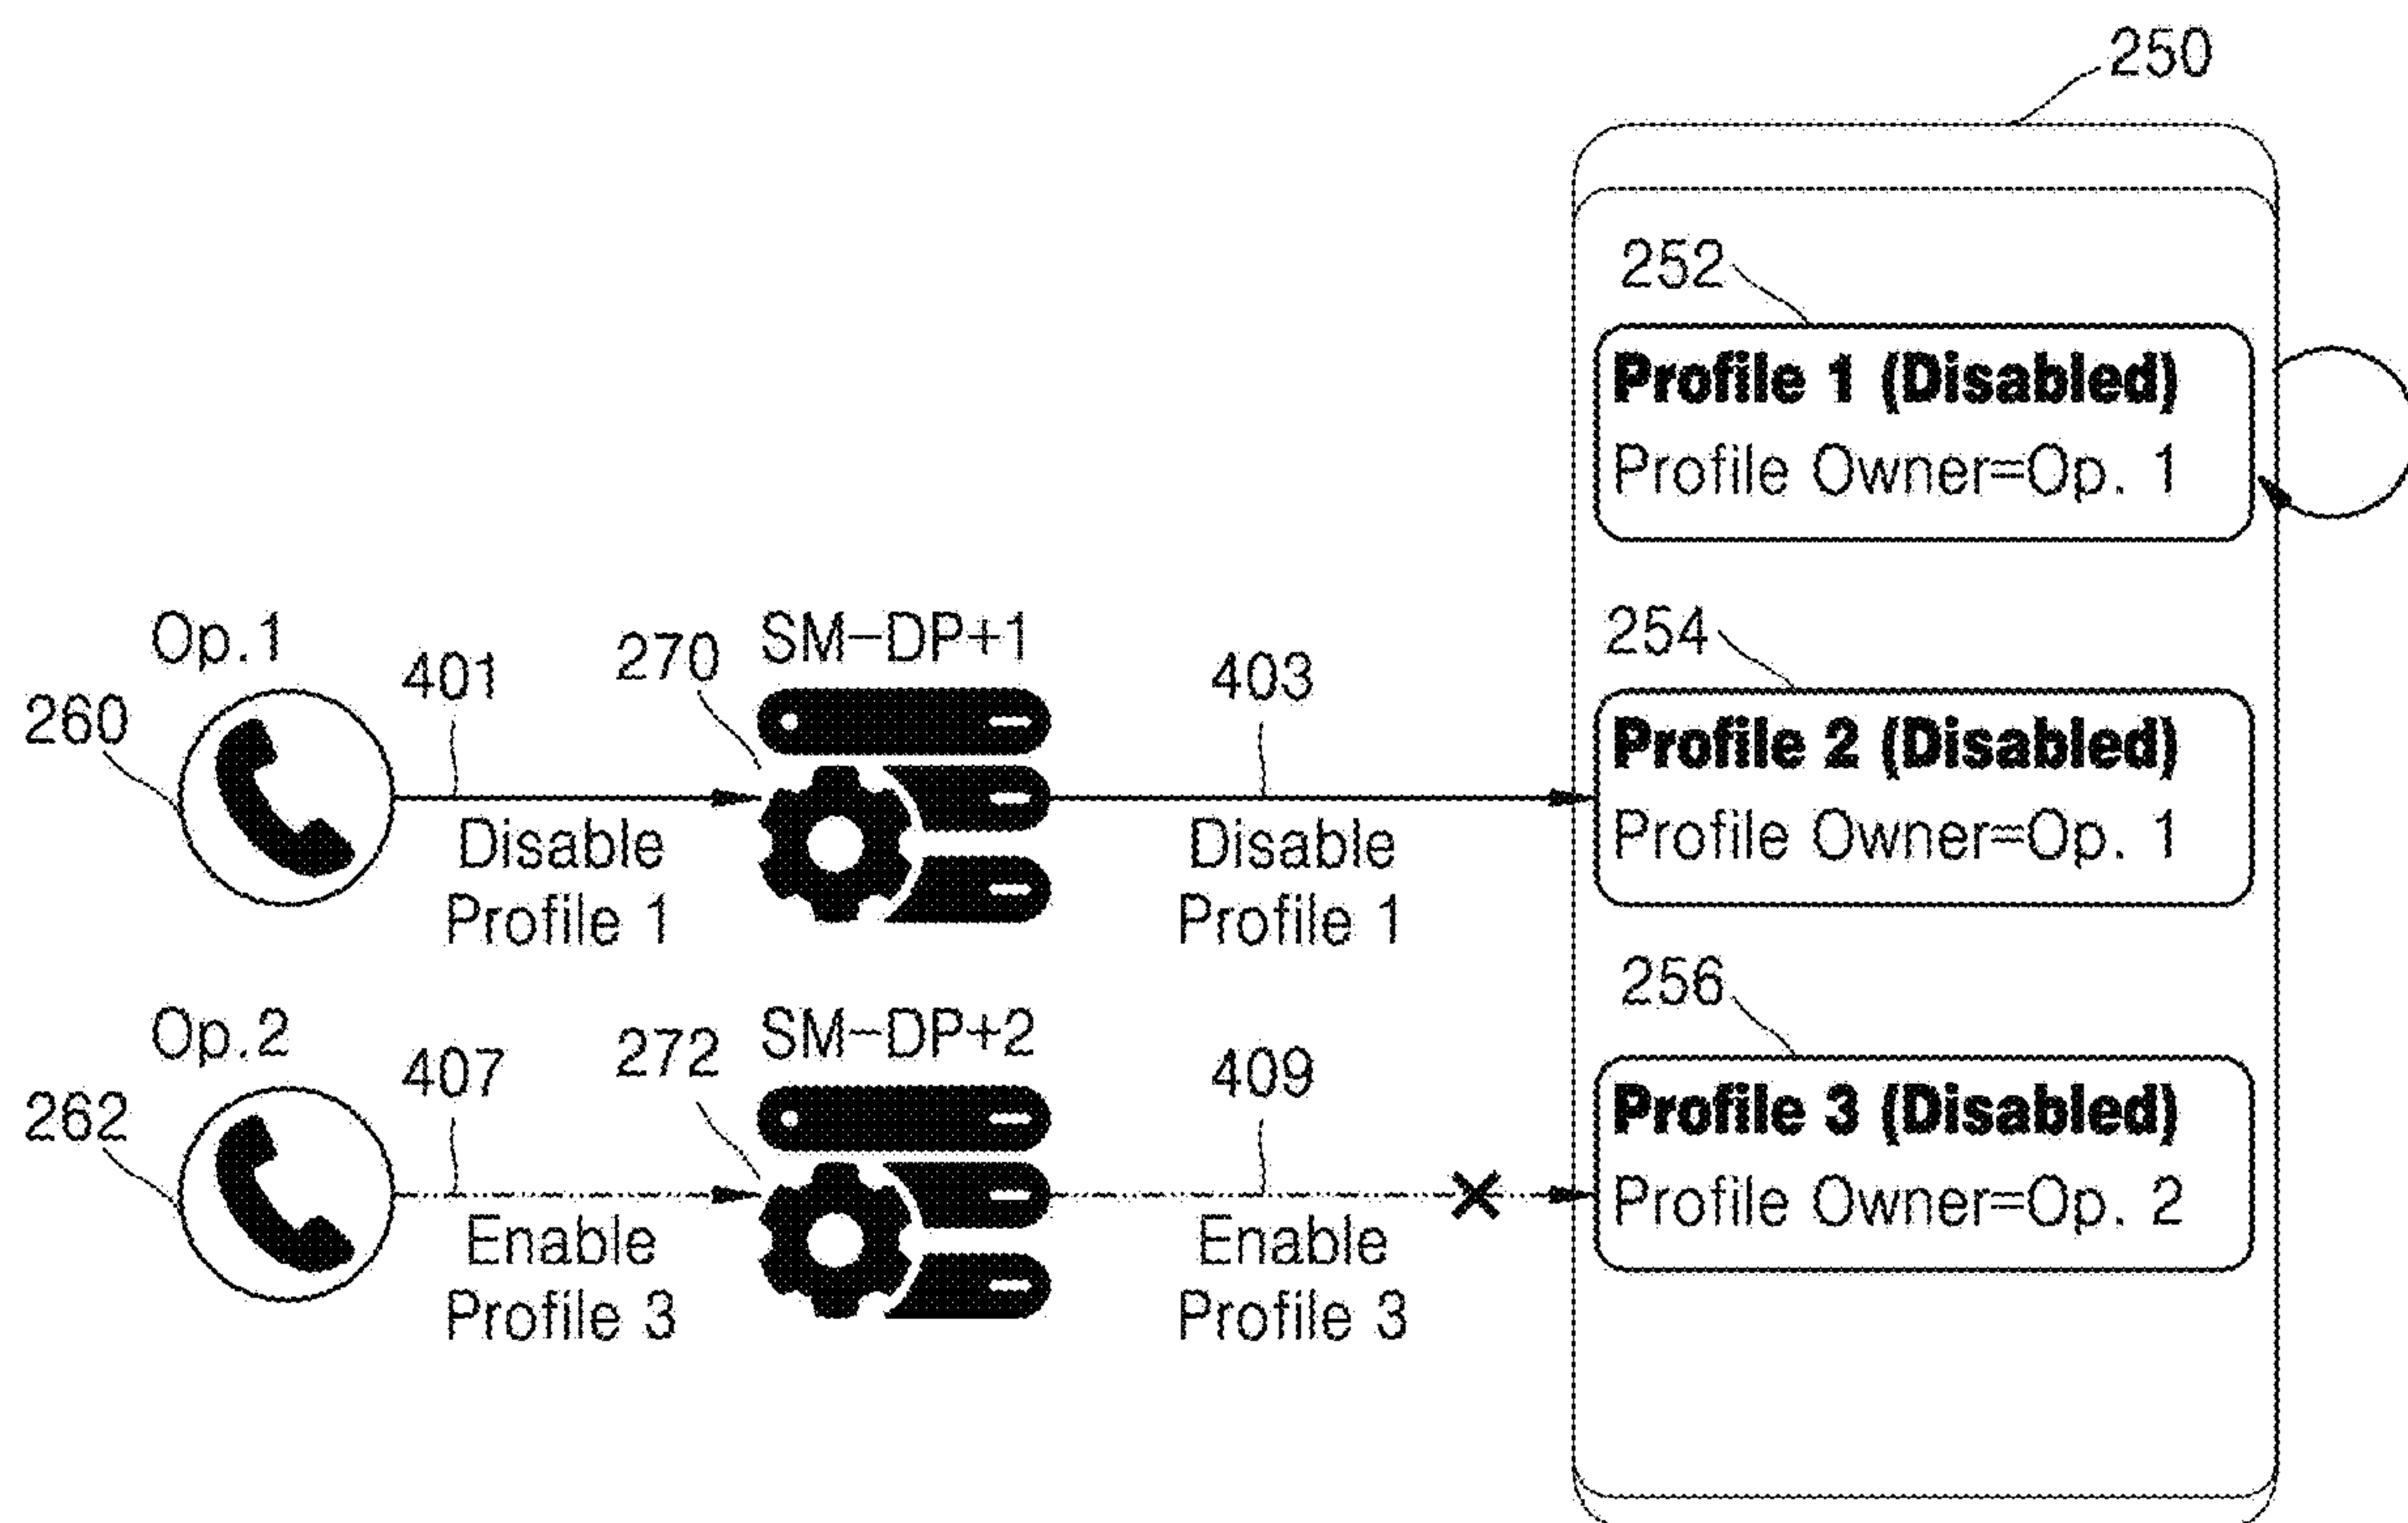 250
252
Profile 1 (Disabled)
Profile Owner=Op. 1
Op.1
401
270
SM-DP+1
403
254
260
Profile 2 (Disabled)
Profile Owner=Op. 1
Disable
Profile 1
Disable
Profile 1
256
Op.2
407
272
SM-DP+2
409
262
Profile 3 (Disabled)
Profile Owner=Op. 2
Enable
Profile 3
Enable
Profile 3